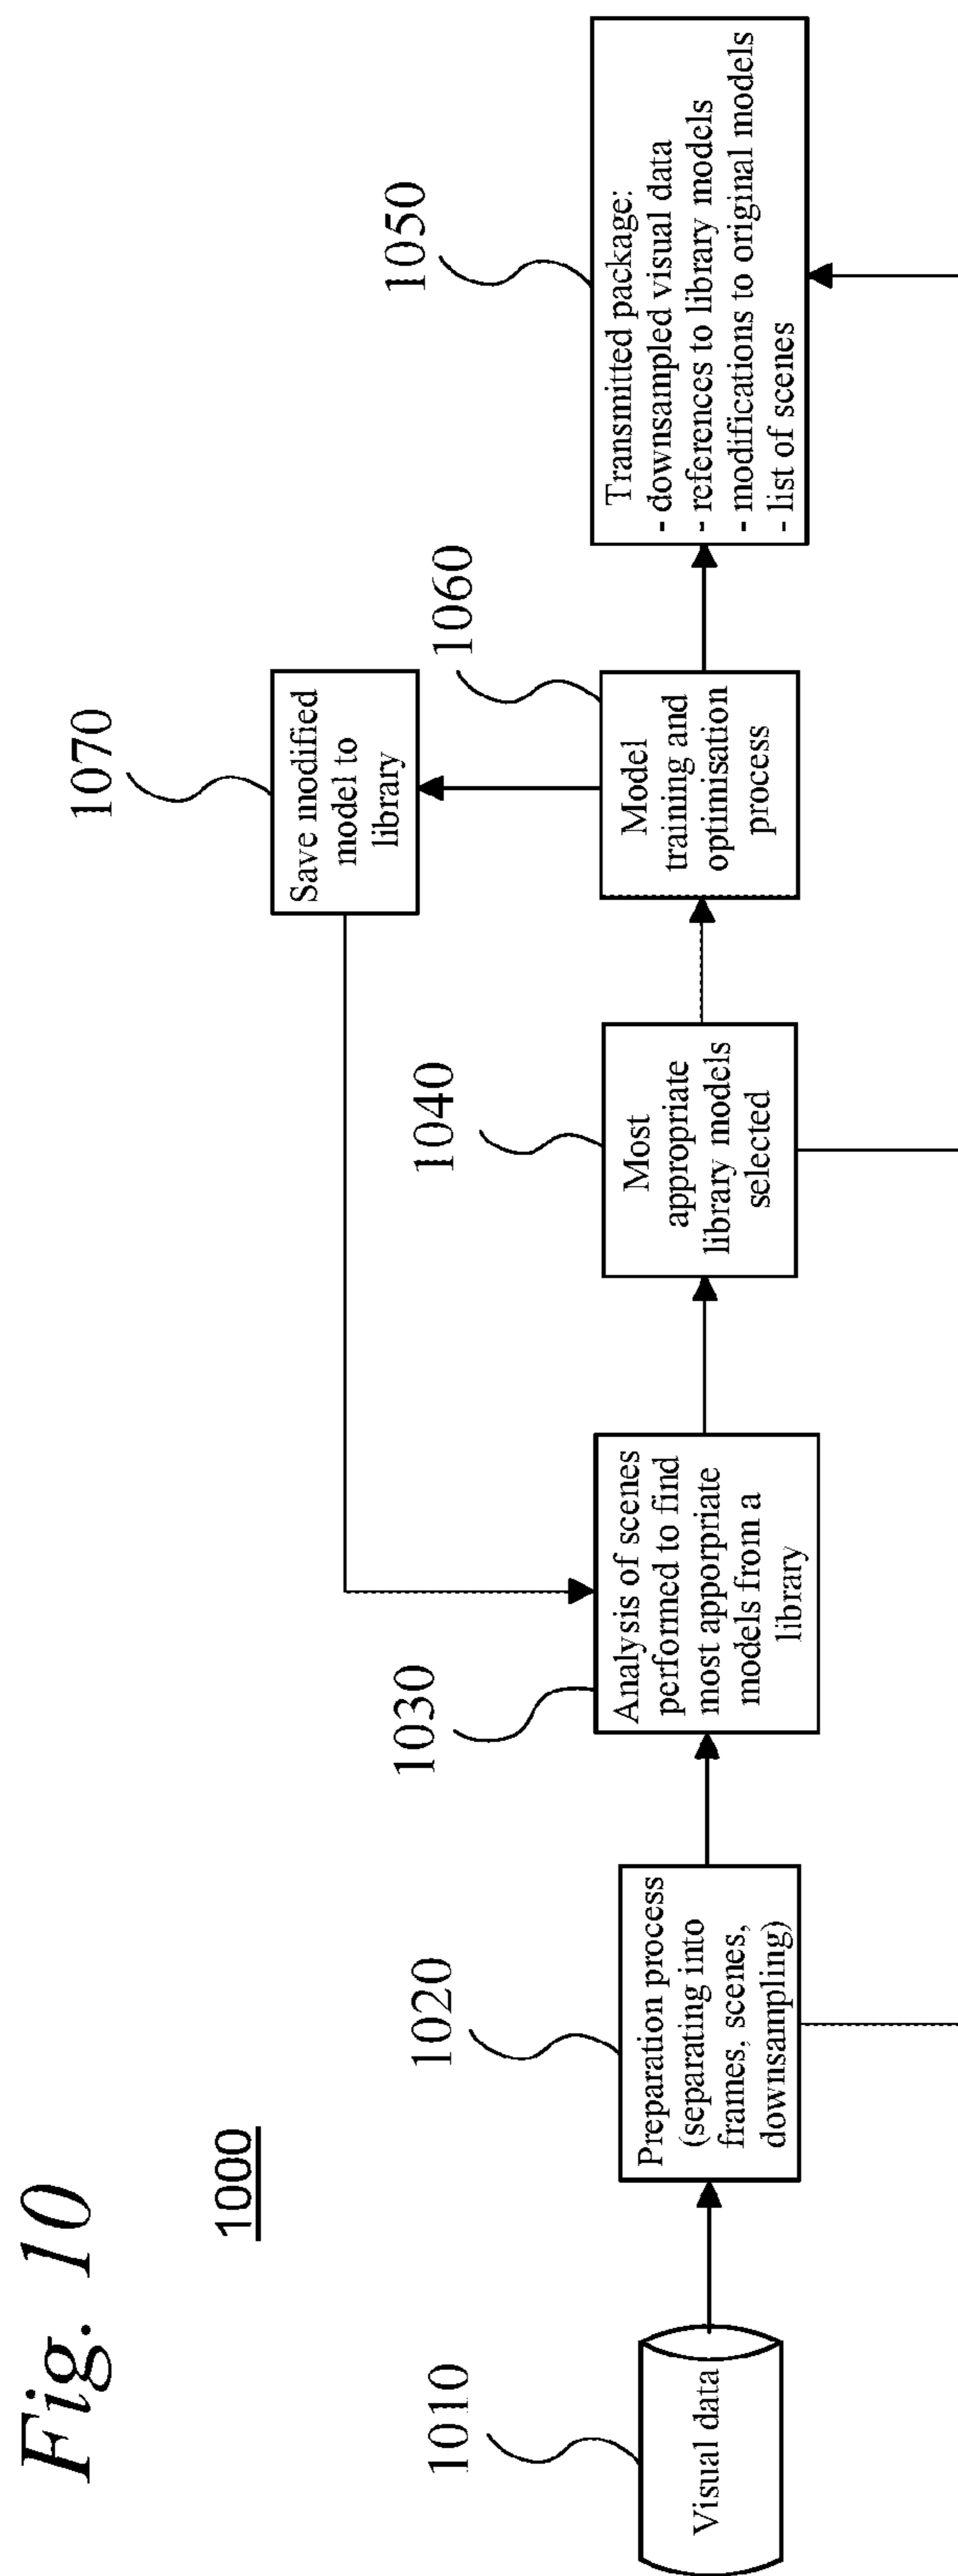 Fig. 10
1000
1010
Visual data
1020
Preparation process
(separating into
frames, scenes,
downsampling)
1030
Analysis of scenes
performed to find
most apporpriate
models from a
library
1040
Most
appropriate
library models
selected
1060
Model
training and
optimisation
process
1070
Save modified
model to
library
1050
Transmitted package:
- downsampled visual data
- references to library models
- modifications to original models
- list of scenes